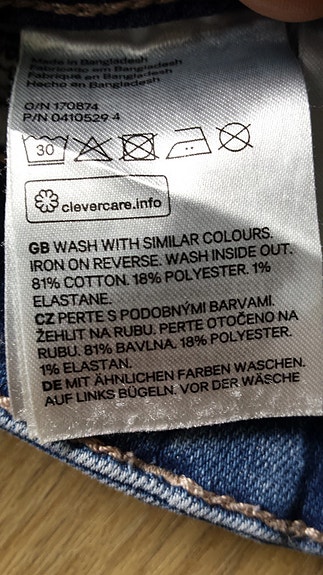 Made in Bangladesh
Fabricado em Bangladesh
Fabriqué en Bangladesh
Hecho en Bangladesh
O/N 170874
P/N 0410529 4
30
clevercare.info
GB WASH WITH SIMILAR COLOURS.
IRON ON REVERSE. WASH INSIDE OUT.
81% COTTON. 18% POLYESTER. 1%
ELASTANE.
CZ PERTE S PODOBNÝMI BARVAMI.
ŽEHLIT NA RUBU. PERTE OTOČENO NA
RUBU. 81% BAVLNA. 18% POLYESTER.
1% ELASTAN.
DE MIT ÄHNLICHEN FARBEN WASCHEN.
AUF LINKS BÜGELN. VOR DER WÄSCHE